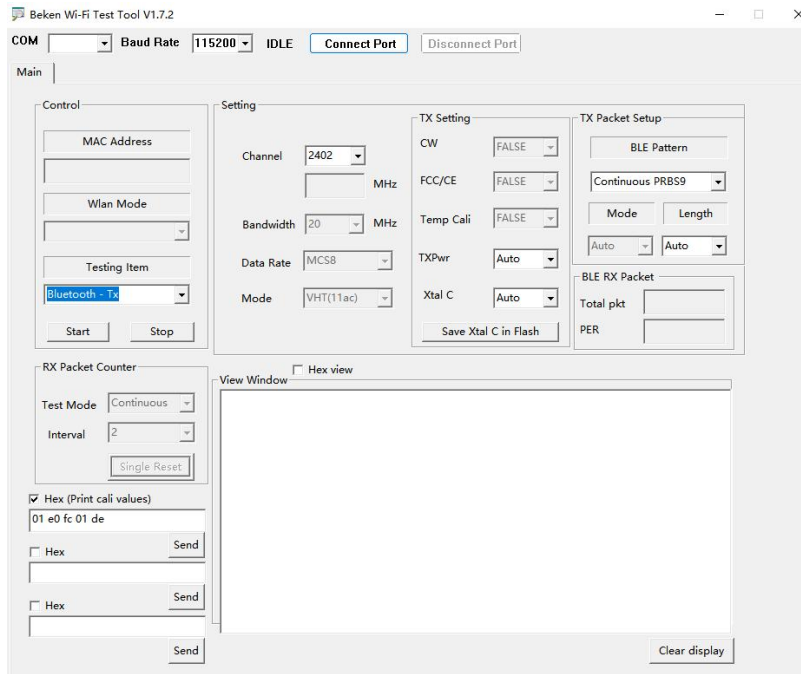 Beken Wi-Fi Test Tool V1.7.2
COM Baud Rate 115200 IDLE Connect Port Disconnect Port
Main
Control
MAC Address
Wlan Mode
Testing Item
Bluetooth - Tx
Start Stop
Setting
Channel 2402
MHz
Bandwidth 20 MHz
Data Rate MCS8
Mode VHT(11ac)
TX Setting
CW FALSE
FCC/CE FALSE
Temp Cali FALSE
TXPwr Auto
Xtal C Auto
Save Xtal C in Flash
TX Packet Setup
BLE Pattern
Continuous PRBS9
Mode Length
Auto Auto
BLE RX Packet
Total pkt
PER
RX Packet Counter
Test Mode Continuous
Interval 2
Single Reset
Hex view
View Window
Hex (Print cali values)
01 e0 fc 01 de
Send
Hex
Send
Hex
Send
Clear display